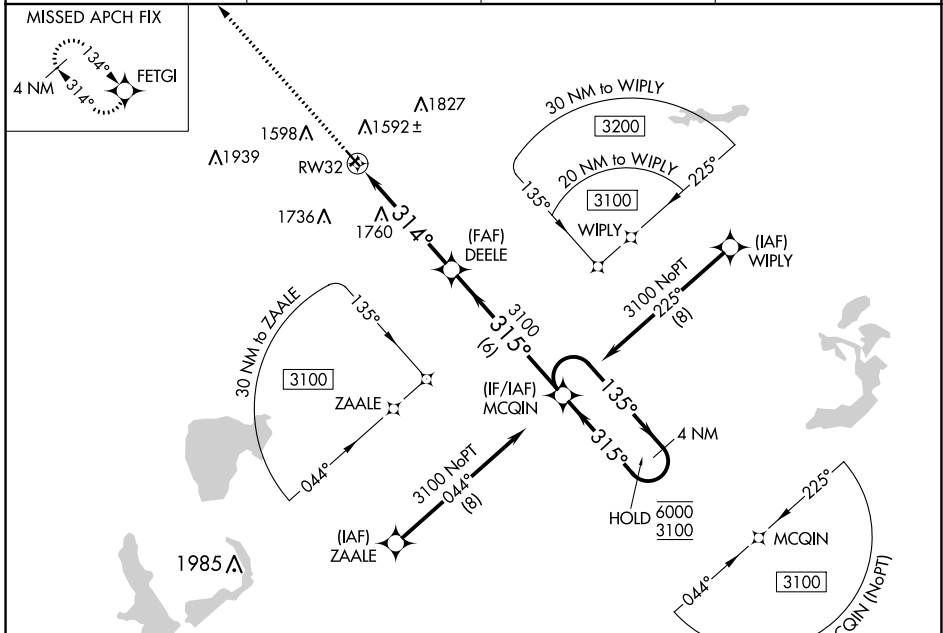 MISSED APCH FIX
134°
4 NM
314°
FETGI
1827
1598
1592 ±
1939
RW32
1736
1760
314°
(FAF)
DEELE
30 NM to WIPLY
3200
20 NM to WIPLY
3100
135°
225°
WIPLY
(IAF)
WIPLY
3100 NoPT
225°
(8)
3100
315°
(6)
30 NM to ZAALE
135°
3100
ZAALE
044°
(IF/IAF)
MCQIN
135°
315°
4 NM
HOLD
6000
3100
3100 NoPT
044°
(8)
(IAF)
ZAALE
1985
225°
MCQIN
044°
3100
(NoPT)